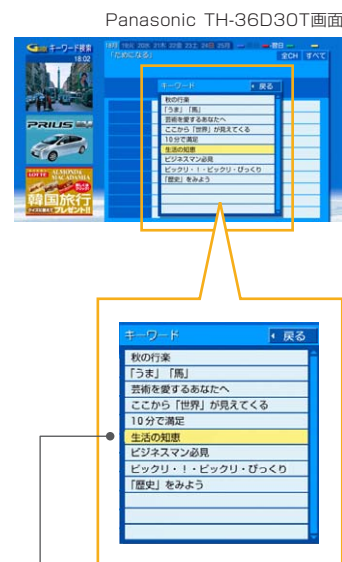 Panasonic TH-36D30T画面
キーワード検索
18:02
「ためになる」
全CH
すべて
キーワード
戻る
秋の行楽
「うま」「馬」
芸術を愛するあなたへ
ここから「世界」が見えてくる
10分で満足
生活の知恵
ビジネスマン必見
ビックリ・!・ビックリ・びっくり
「歴史」をみよう
PRIUS
LOTTE
ALMOND&
MACADAMIA
韓国旅行
プレゼント!!
キーワード
戻る
秋の行楽
「うま」「馬」
芸術を愛するあなたへ
ここから「世界」が見えてくる
10分で満足
生活の知恵
ビジネスマン必見
ビックリ・!・ビックリ・びっくり
「歴史」をみよう